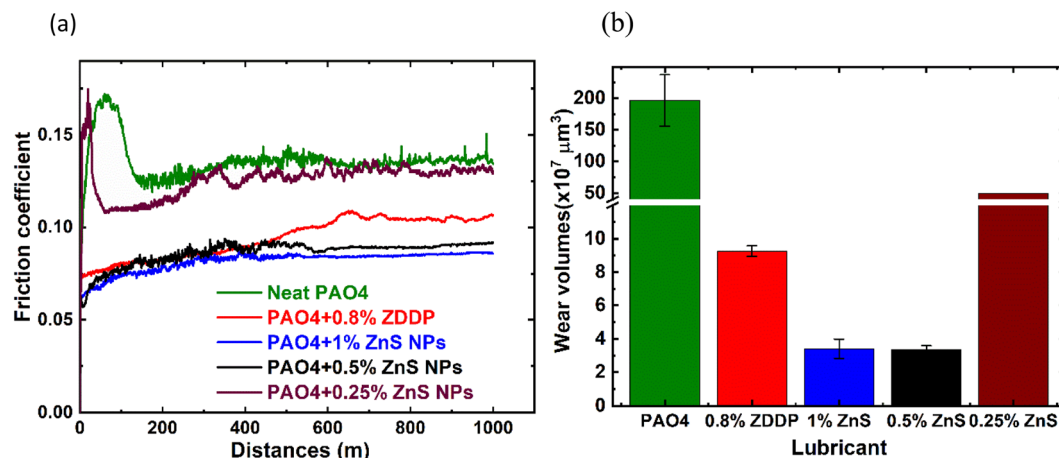 (a)
Friction coefficient
0.15
0.10
0.05
0.00
Neat PAO4
PAO4+0.8% ZDDP
PAO4+1% ZnS NPs
PAO4+0.5% ZnS NPs
PAO4+0.25% ZnS NPs
0 200 400 600 800 1000
Distances (m)
(b)
Wear volumes(x10⁷ μm³)
200
150
100
50
10
8
6
4
2
0
PAO4 0.8% ZDDP 1% ZnS 0.5% ZnS 0.25% ZnS
Lubricant